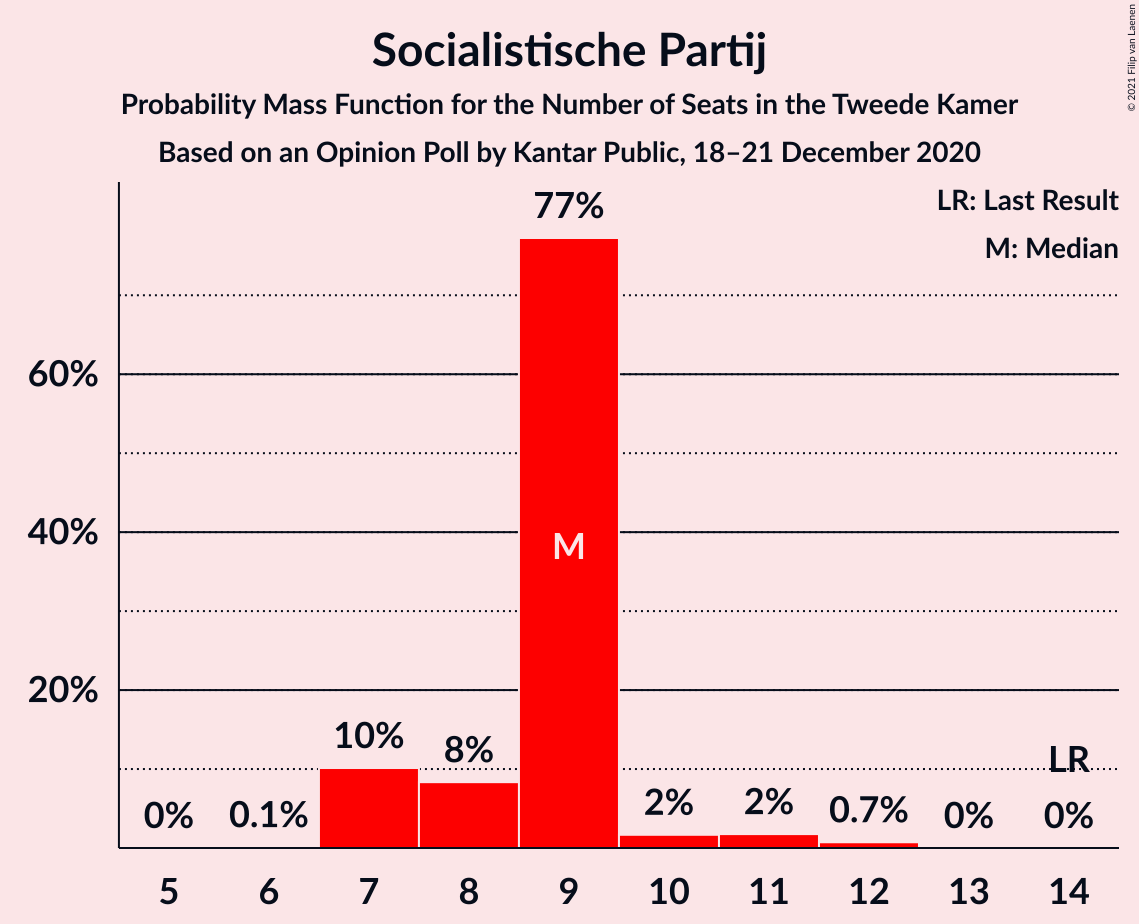 Socialistische Partij
Probability Mass Function for the Number of Seats in the Tweede Kamer
Based on an Opinion Poll by Kantar Public, 18–21 December 2020
© 2021 Filip van Laenen
LR: Last Result
M: Median
77%
60%
40%
20%
M
0%
0.1%
10%
8%
2%
2%
0.7%
0%
LR
0%
5 6 7 8 9 10 11 12 13 14